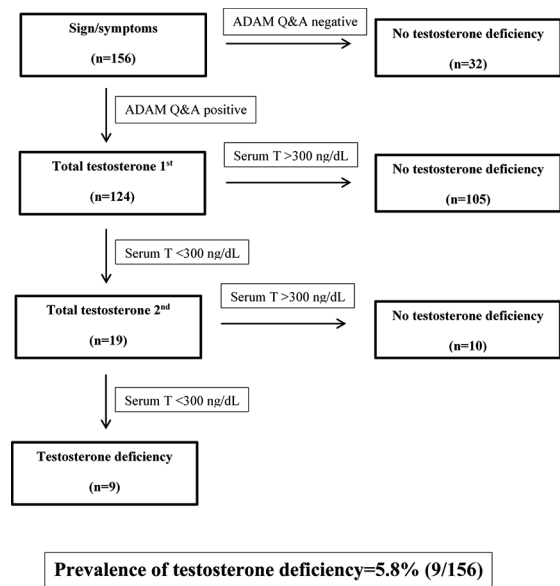 Sign/symptoms
(n=156)
ADAM Q&A negative
No testosterone deficiency
(n=32)
ADAM Q&A positive
Total testosterone 1st
(n=124)
Serum T >300 ng/dL
No testosterone deficiency
(n=105)
Serum T <300 ng/dL
Total testosterone 2nd
(n=19)
Serum T >300 ng/dL
No testosterone deficiency
(n=10)
Serum T <300 ng/dL
Testosterone deficiency
(n=9)
Prevalence of testosterone deficiency=5.8% (9/156)